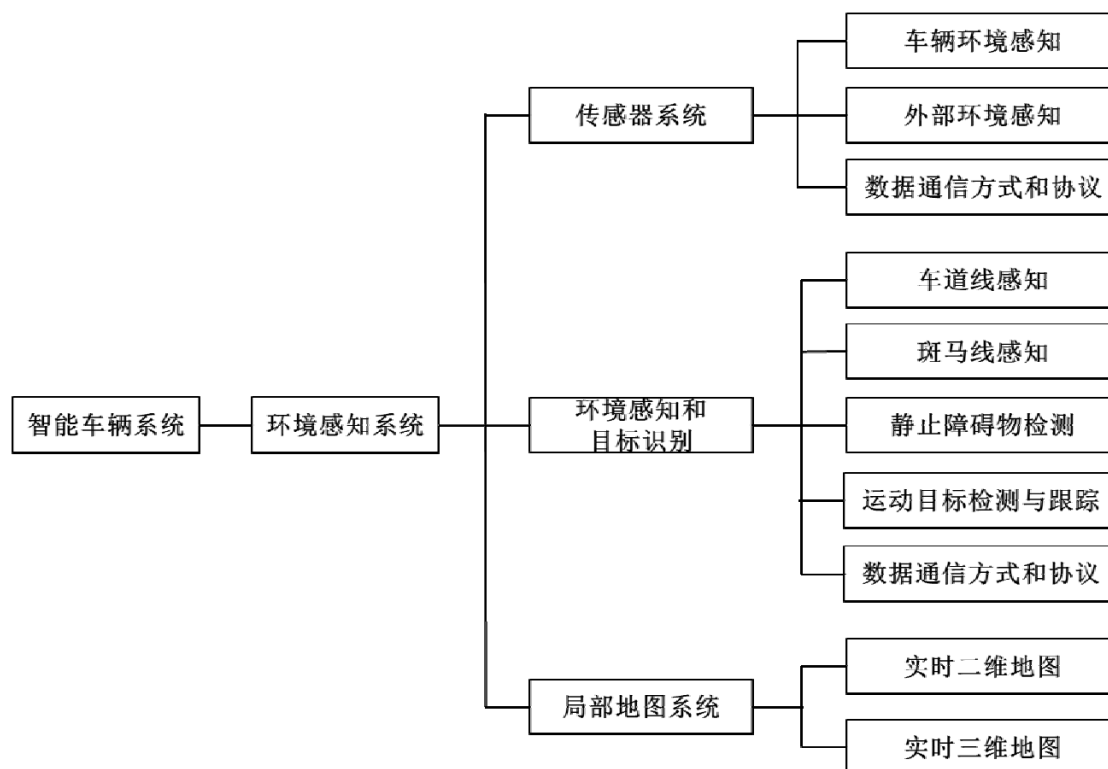 智能车辆系统
环境感知系统
传感器系统
车辆环境感知
外部环境感知
数据通信方式和协议
环境感知和
目标识别
车道线感知
斑马线感知
静止障碍物检测
运动目标检测与跟踪
数据通信方式和协议
局部地图系统
实时二维地图
实时三维地图